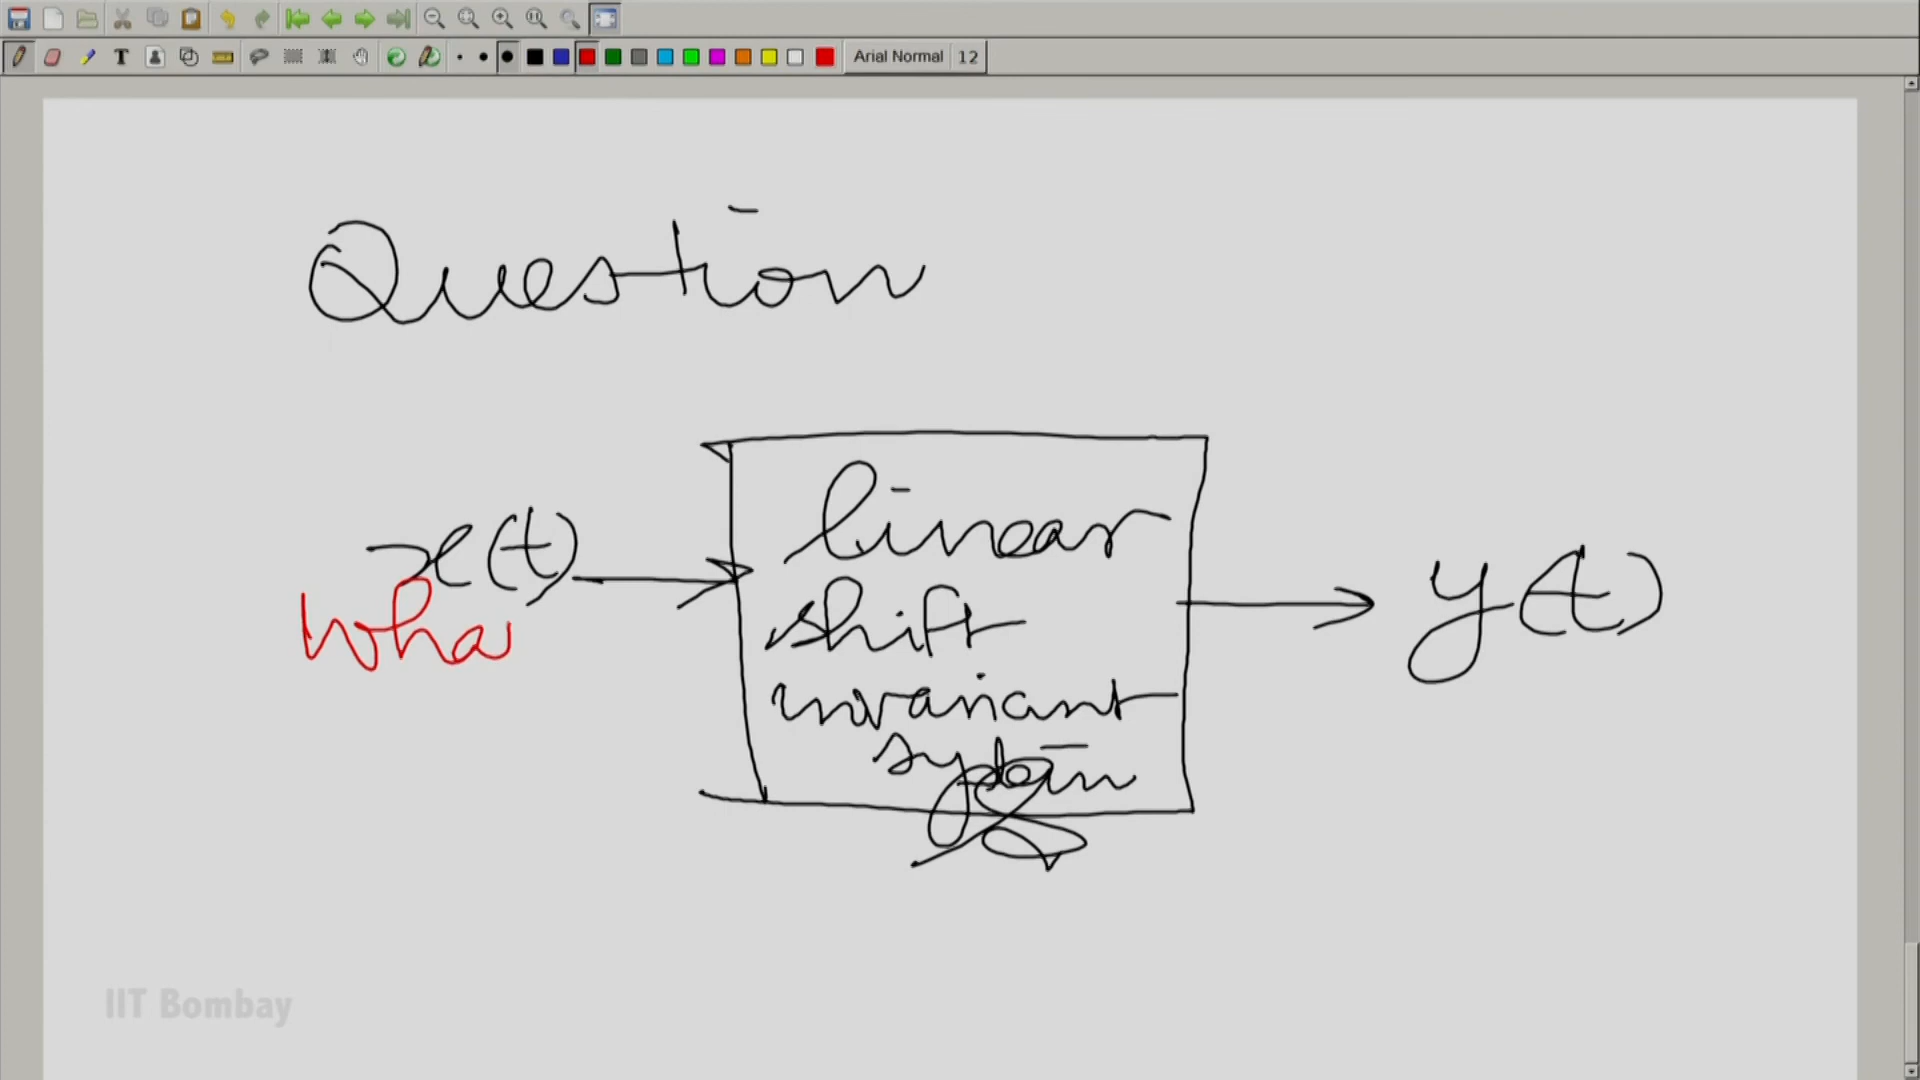 Arial Normal 12
Question
x(t)
wha
linear
shift
invariant
system
y(t)
IIT Bombay